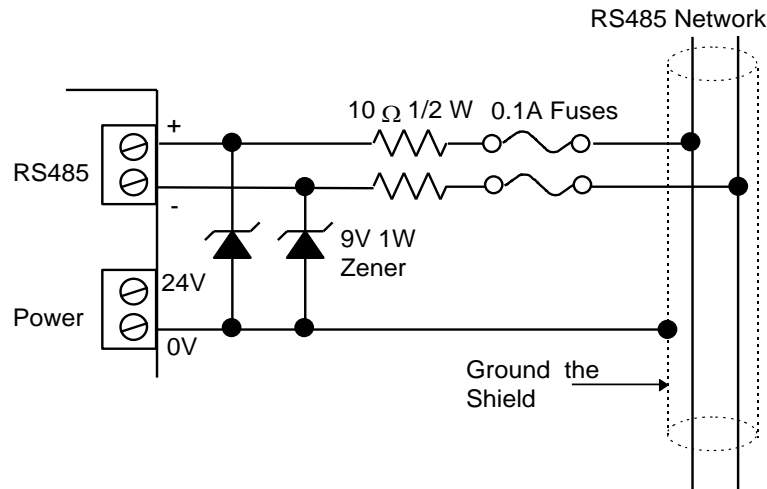 RS485 Network
10 Ω 1/2 W 0.1A Fuses
+
RS485
-
9V 1W
Zener
24V
Power
0V
Ground the
Shield